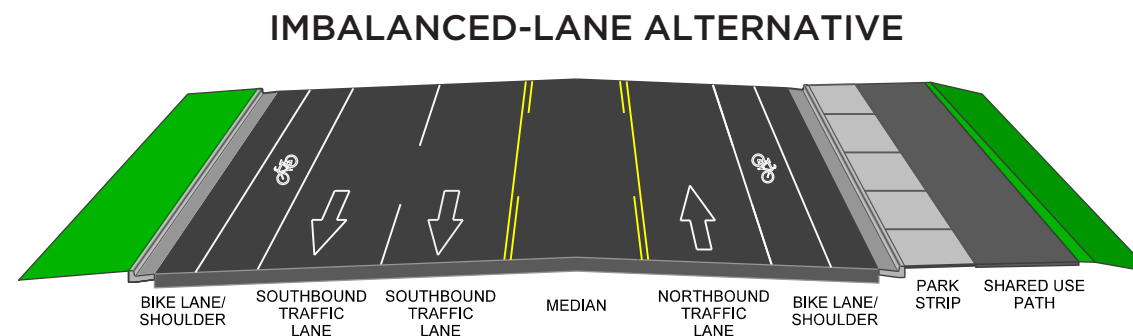 IMBALANCED-LANE ALTERNATIVE
BIKE LANE/
SHOULDER
SOUTHBOUND
TRAFFIC
LANE
SOUTHBOUND
TRAFFIC
LANE
MEDIAN
NORTHBOUND
TRAFFIC
LANE
BIKE LANE/
SHOULDER
PARK
STRIP
SHARED USE
PATH